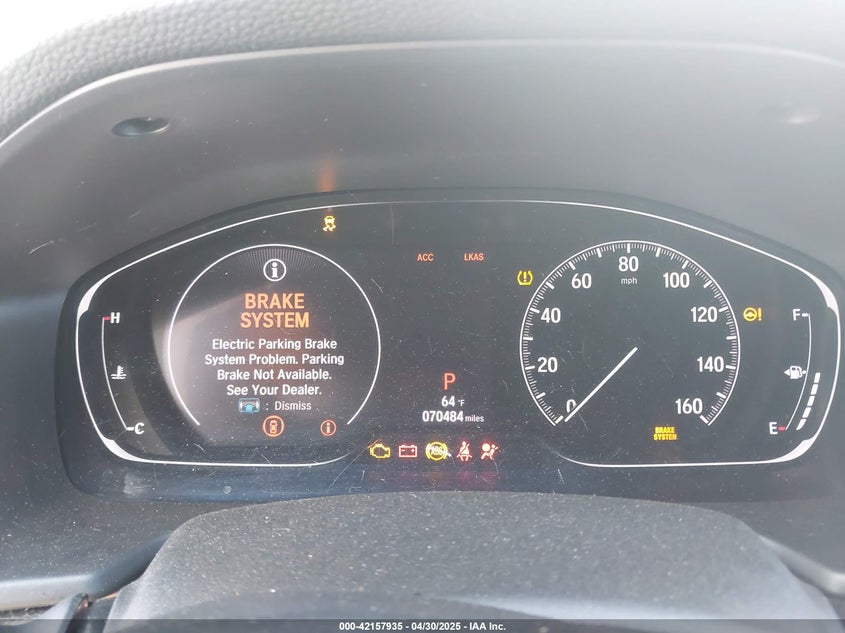 ACC LKAS
H
C
BRAKE
SYSTEM
Electric Parking Brake
System Problem. Parking
Brake Not Available.
See Your Dealer.
: Dismiss
P
64 °F
070484 miles
0
20
40
60
80
100
120
140
160
mph
BRAKE
SYSTEM
F
E
000-42157935 - 04/30/2025 - IAA Inc.